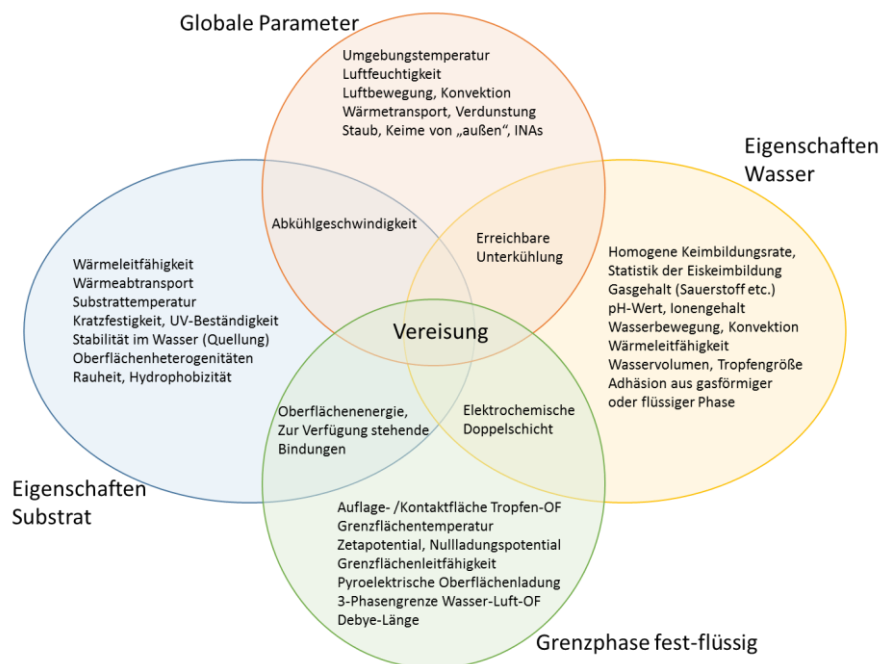 Globale Parameter
Umgebungstemperatur
Luftfeuchtigkeit
Luftbewegung, Konvektion
Wärmetransport, Verdunstung
Staub, Keime von „außen“, INAs
Eigenschaften
Wasser
Abkühlgeschwindigkeit
Erreichbare
Unterkühlung
Wärmeleitfähigkeit
Wärmeabtransport
Substrattemperatur
Kratzfestigkeit, UV-Beständigkeit
Stabilität im Wasser (Quellung)
Oberflächenheterogenitäten
Rauheit, Hydrophobizität
Homogene Keimbildungsrate,
Statistik der Eiskeimbildung
Gasgehalt (Sauerstoff etc.)
pH-Wert, Ionengehalt
Wasserbewegung, Konvektion
Wärmeleitfähigkeit
Wasservolumen, Tropfengröße
Adhäsion aus gasförmiger
oder flüssiger Phase
Vereisung
Oberflächenenergie,
Zur Verfügung stehende
Bindungen
Elektrochemische
Doppelschicht
Eigenschaften
Substrat
Auflage- /Kontaktfläche Tropfen-OF
Grenzflächentemperatur
Zetapotential, Nullladungspotential
Grenzflächenleitfähigkeit
Pyroelektrische Oberflächenladung
3-Phasengrenze Wasser-Luft-OF
Debye-Länge
Grenzphase fest-flüssig